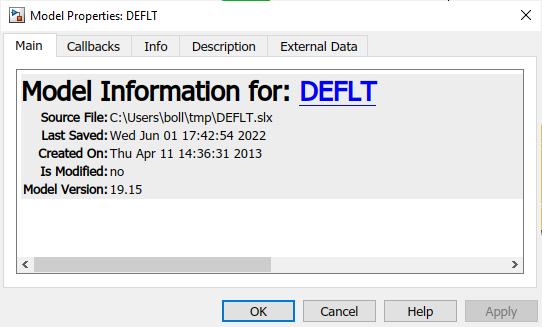 Model Properties: DEFLT
Main Callbacks Info Description External Data
Model Information for: DEFLT
Source File: C:\Users\boll\tmp\DEFLT.slx
Last Saved: Wed Jun 01 17:42:54 2022
Created On: Thu Apr 11 14:36:31 2013
Is Modified: no
Model Version: 19.15
OK Cancel Help Apply